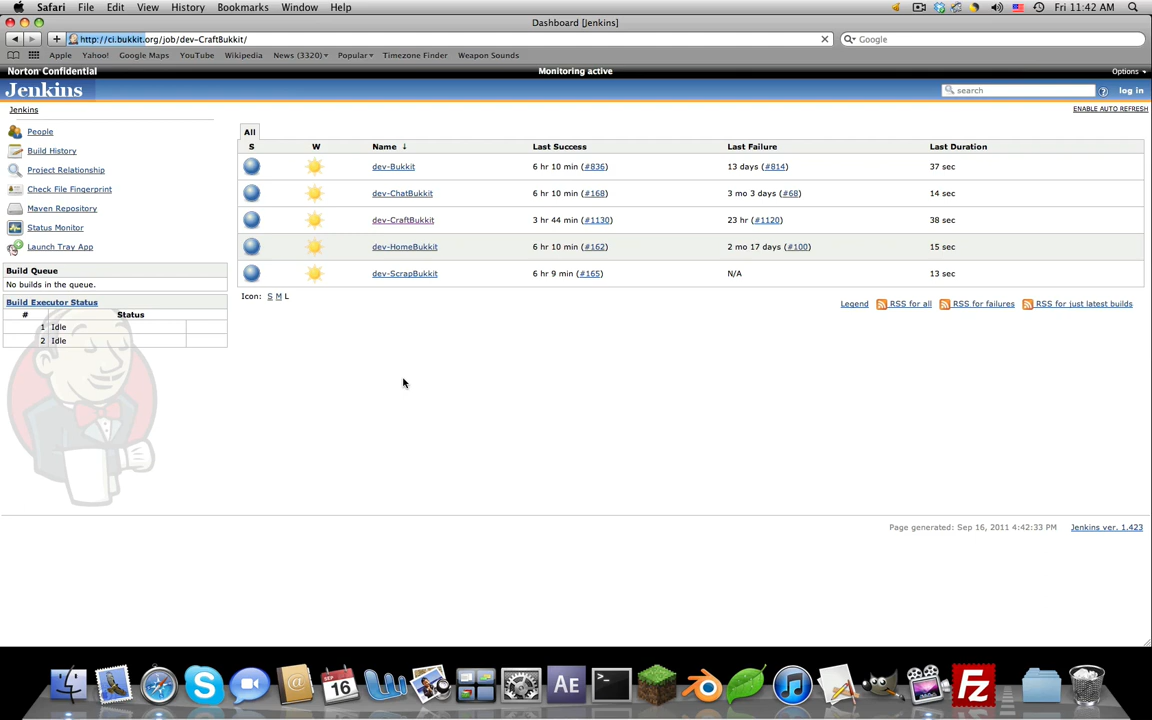 Safari File Edit View History Bookmarks Window Help Fri 11:42 AM
Dashboard [Jenkins]
http://ci.bukkit.org/job/dev-CraftBukkit/ Google
Apple Yahoo! Google Maps YouTube Wikipedia News (3320) Popular Timezone Finder Weapon Sounds
Norton Confidential Monitoring active Options
Jenkins search log in
Jenkins ENABLE AUTO REFRESH
People
Build History
Project Relationship
Check File Fingerprint
Maven Repository
Status Monitor
Launch Tray App
Build Queue
No builds in the queue.
Build Executor Status
# Status
1 Idle
2 Idle
All
S W Name ↓ Last Success Last Failure Last Duration
dev-Bukkit 6 hr 10 min (#836) 13 days (#814) 37 sec
dev-ChatBukkit 6 hr 10 min (#168) 3 mo 3 days (#68) 14 sec
dev-CraftBukkit 3 hr 44 min (#1130) 23 hr (#1120) 38 sec
dev-HomeBukkit 6 hr 10 min (#162) 2 mo 17 days (#100) 15 sec
dev-ScrapBukkit 6 hr 9 min (#165) N/A 13 sec
Icon: S M L
Legend RSS for all RSS for failures RSS for just latest builds
Page generated: Sep 16, 2011 4:42:33 PM Jenkins ver. 1.423
SEP
16
AE
Fz